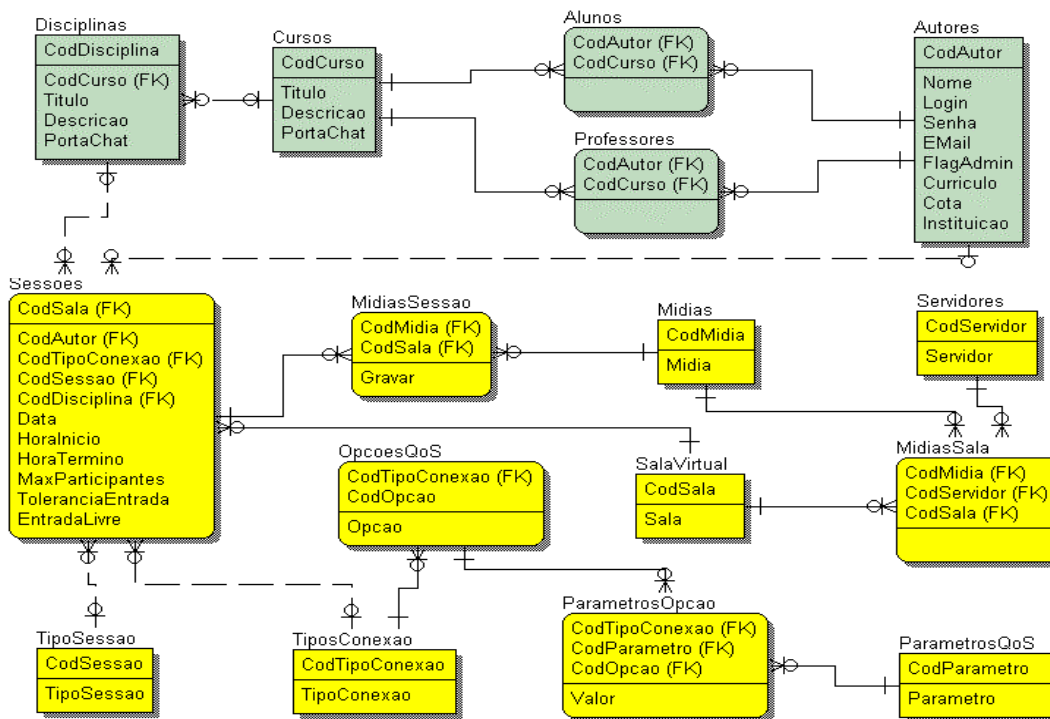 Disciplinas
CodDisciplina
CodCurso (FK)
Titulo
Descricao
PortaChat
Cursos
CodCurso
Titulo
Descricao
PortaChat
Alunos
CodAutor (FK)
CodCurso (FK)
Professores
CodAutor (FK)
CodCurso (FK)
Autores
CodAutor
Nome
Login
Senha
EMail
FlagAdmin
Curriculo
Cota
Instituicao
Sessoes
CodSala (FK)
CodAutor (FK)
CodTipoConexao (FK)
CodSessao (FK)
CodDisciplina (FK)
Data
HoraInicio
HoraTermino
MaxParticipantes
ToleranciaEntrada
EntradaLivre
MidiasSessao
CodMidia (FK)
CodSala (FK)
Gravar
Midias
CodMidia
Midia
Servidores
CodServidor
Servidor
OpcoesQoS
CodTipoConexao (FK)
CodOpcao
Opcao
SalaVirtual
CodSala
Sala
MidiasSala
CodMidia (FK)
CodServidor (FK)
CodSala (FK)
TipoSessao
CodSessao
TipoSessao
TiposConexao
CodTipoConexao
TipoConexao
ParametrosOpcao
CodTipoConexao (FK)
CodParametro (FK)
CodOpcao (FK)
Valor
ParametrosQoS
CodParametro
Parametro